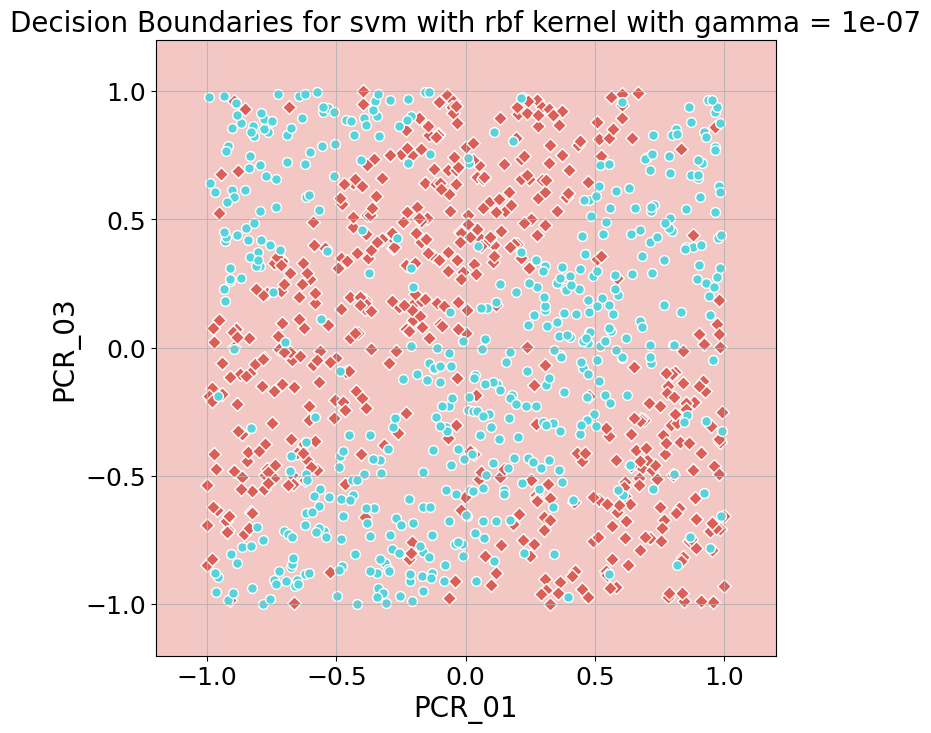 Decision Boundaries for svm with rbf kernel with gamma = 1e-07
1.0
0.5
0.0
−0.5
−1.0
PCR_03
−1.0 −0.5 0.0 0.5 1.0
PCR_01